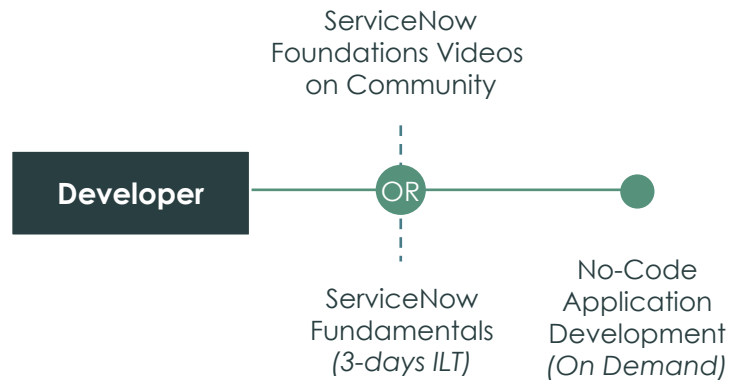 ServiceNow
Foundations Videos
on Community
Developer
OR
ServiceNow
Fundamentals
(3-days ILT)
No-Code
Application
Development
(On Demand)